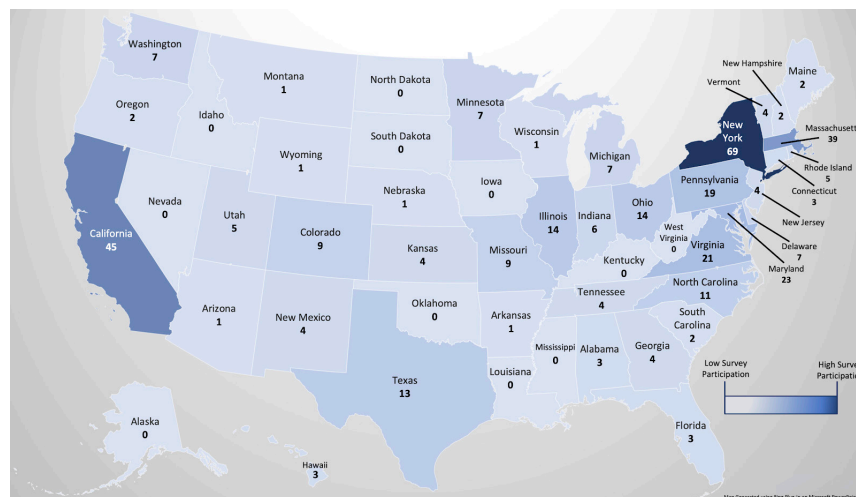 Washington
7
Montana
1
North Dakota
0
Minnesota
7
New Hampshire
Vermont
Maine
2
4
2
Oregon
2
Idaho
0
South Dakota
0
Wisconsin
1
Michigan
7
New
York
69
Massachusetts
39
Rhode Island
5
Connecticut
3
Wyoming
1
Nebraska
1
Iowa
0
Pennsylvania
19
4
New Jersey
Nevada
0
Utah
5
Colorado
9
Kansas
4
Missouri
9
Illinois
14
Indiana
6
Ohio
14
West
Virginia
0
Virginia
21
Delaware
7
Maryland
23
California
45
Kentucky
0
Arizona
1
New Mexico
4
Oklahoma
0
Arkansas
1
Tennessee
4
North Carolina
11
South
Carolina
2
Texas
13
Louisiana
0
Mississippi
0
Alabama
3
Georgia
4
Florida
3
Alaska
0
Hawaii
3
Low Survey
Participation
High Surve
Participation